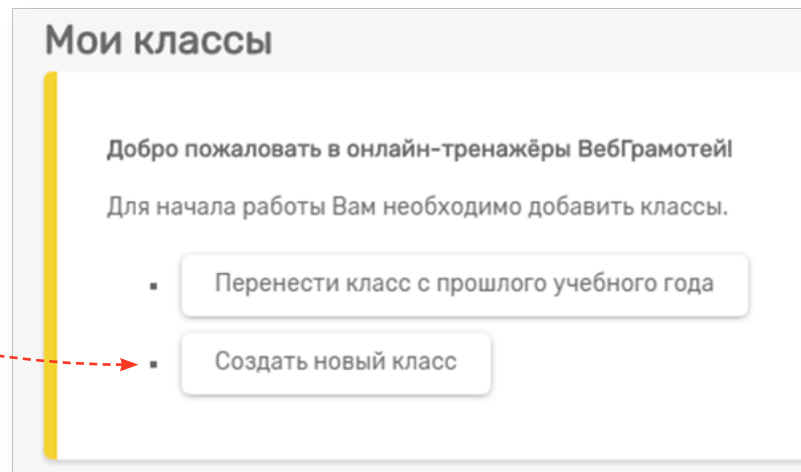 Мои классы
Добро пожаловать в онлайн-тренажёры ВебГрамотей!
Для начала работы Вам необходимо добавить классы.
Перенести класс с прошлого учебного года
Создать новый класс